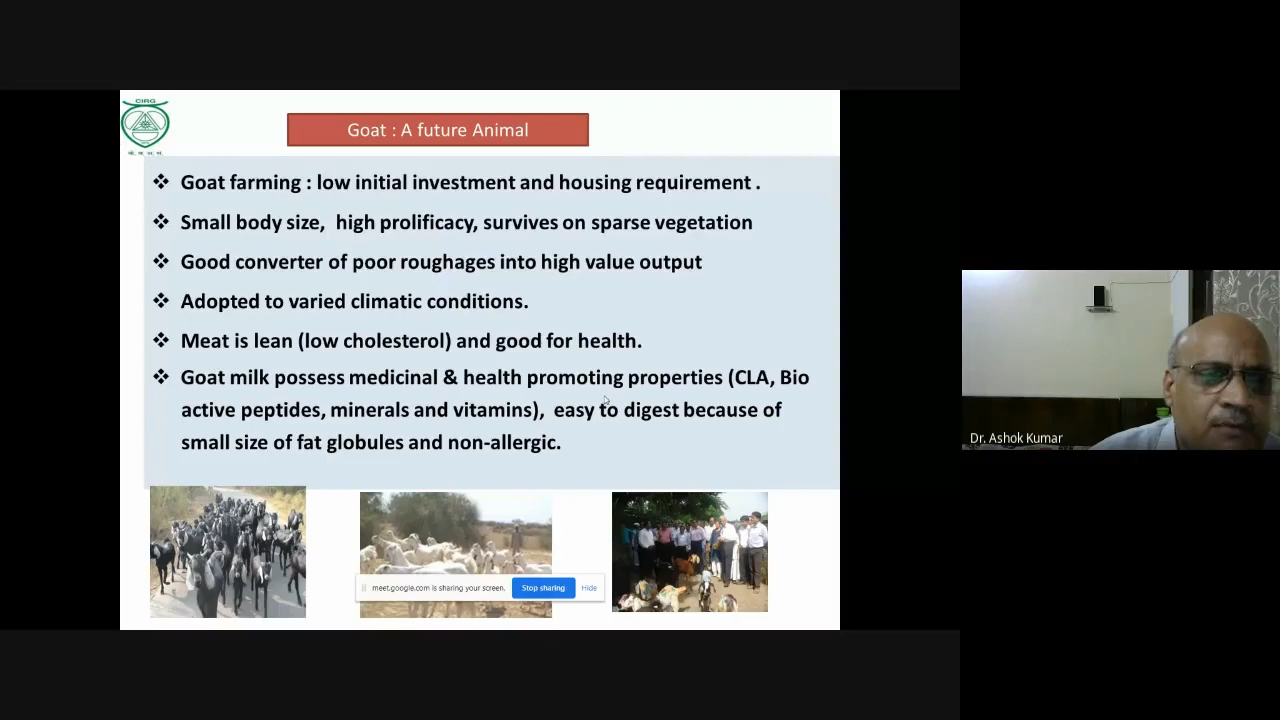 CIRG
Goat : A future Animal
❖ Goat farming : low initial investment and housing requirement .
❖ Small body size,  high prolificacy, survives on sparse vegetation
❖ Good converter of poor roughages into high value output
❖ Adopted to varied climatic conditions.
❖ Meat is lean (low cholesterol) and good for health.
❖ Goat milk possess medicinal & health promoting properties (CLA, Bio
active peptides, minerals and vitamins),  easy to digest because of
small size of fat globules and non-allergic.
meet.google.com is sharing your screen. Stop sharing Hide
Dr. Ashok Kumar